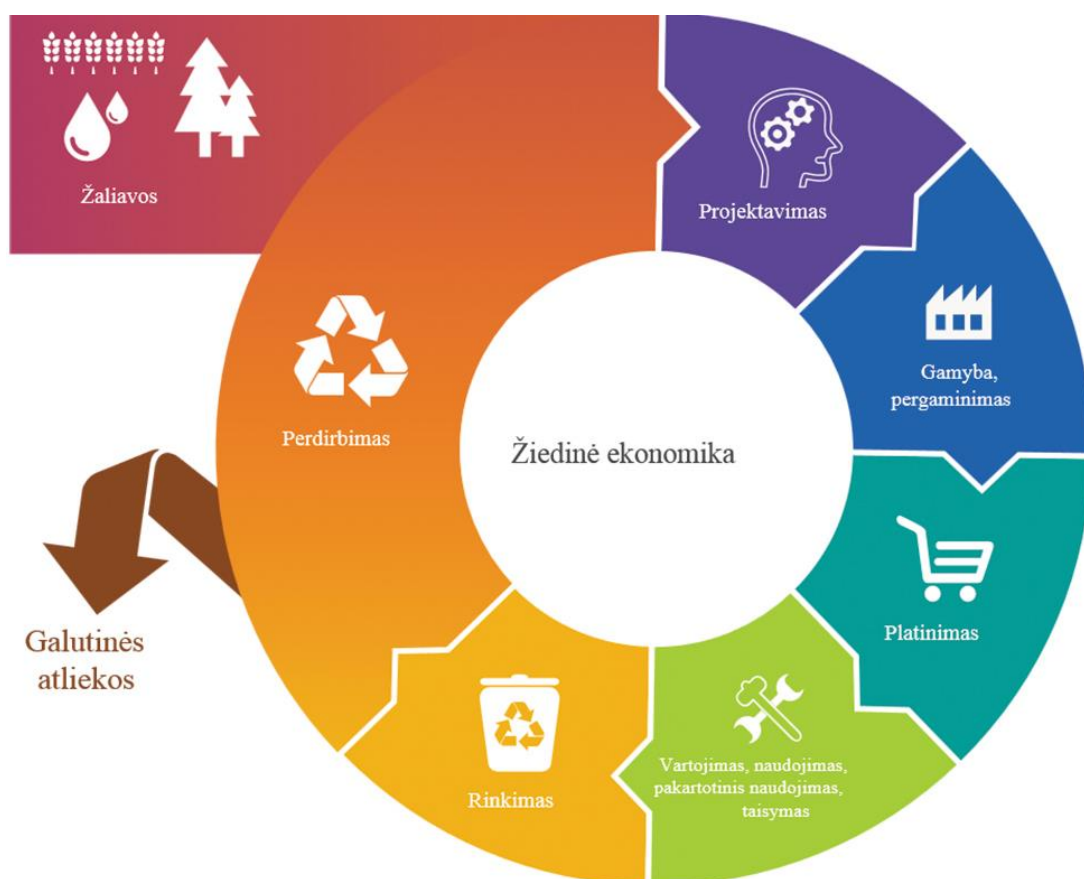 Žaliavos
Projektavimas
Gamyba,
pergaminimas
Platinimas
Vartojimas, naudojimas,
pakartotinis naudojimas,
taisymas
Rinkimas
Perdirbimas
Galutinės
atliekos
Žiedinė ekonomika